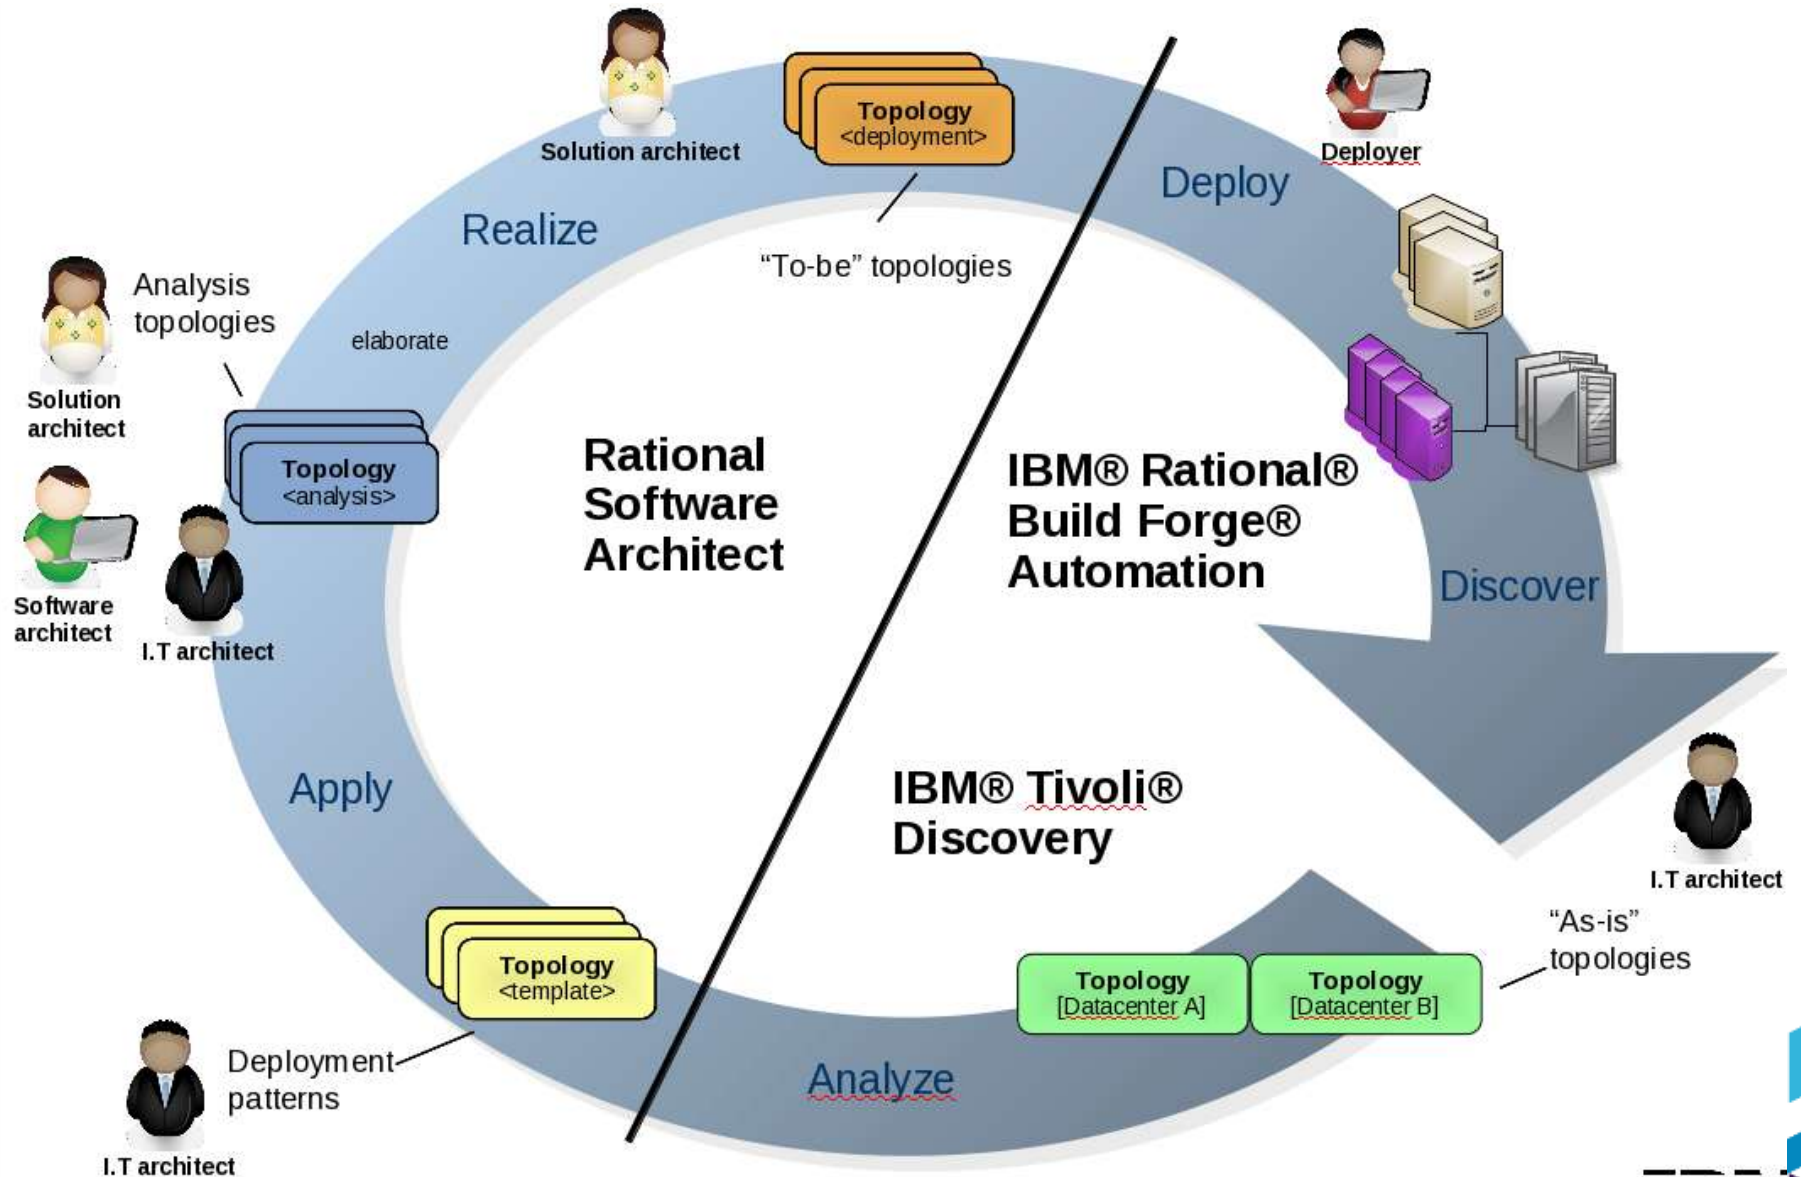 Solution architect
Topology
<deployment>
Deployer
Deploy
Realize
“To-be” topologies
Analysis
topologies
elaborate
Solution
architect
Topology
<analysis>
Software
architect
I.T architect
Rational
Software
Architect
IBM® Rational®
Build Forge®
Automation
Discover
Apply
IBM® Tivoli®
Discovery
I.T architect
“As-is”
topologies
Topology
[Datacenter A]
Topology
[Datacenter B]
Topology
<template>
Deployment
patterns
Analyze
I.T architect